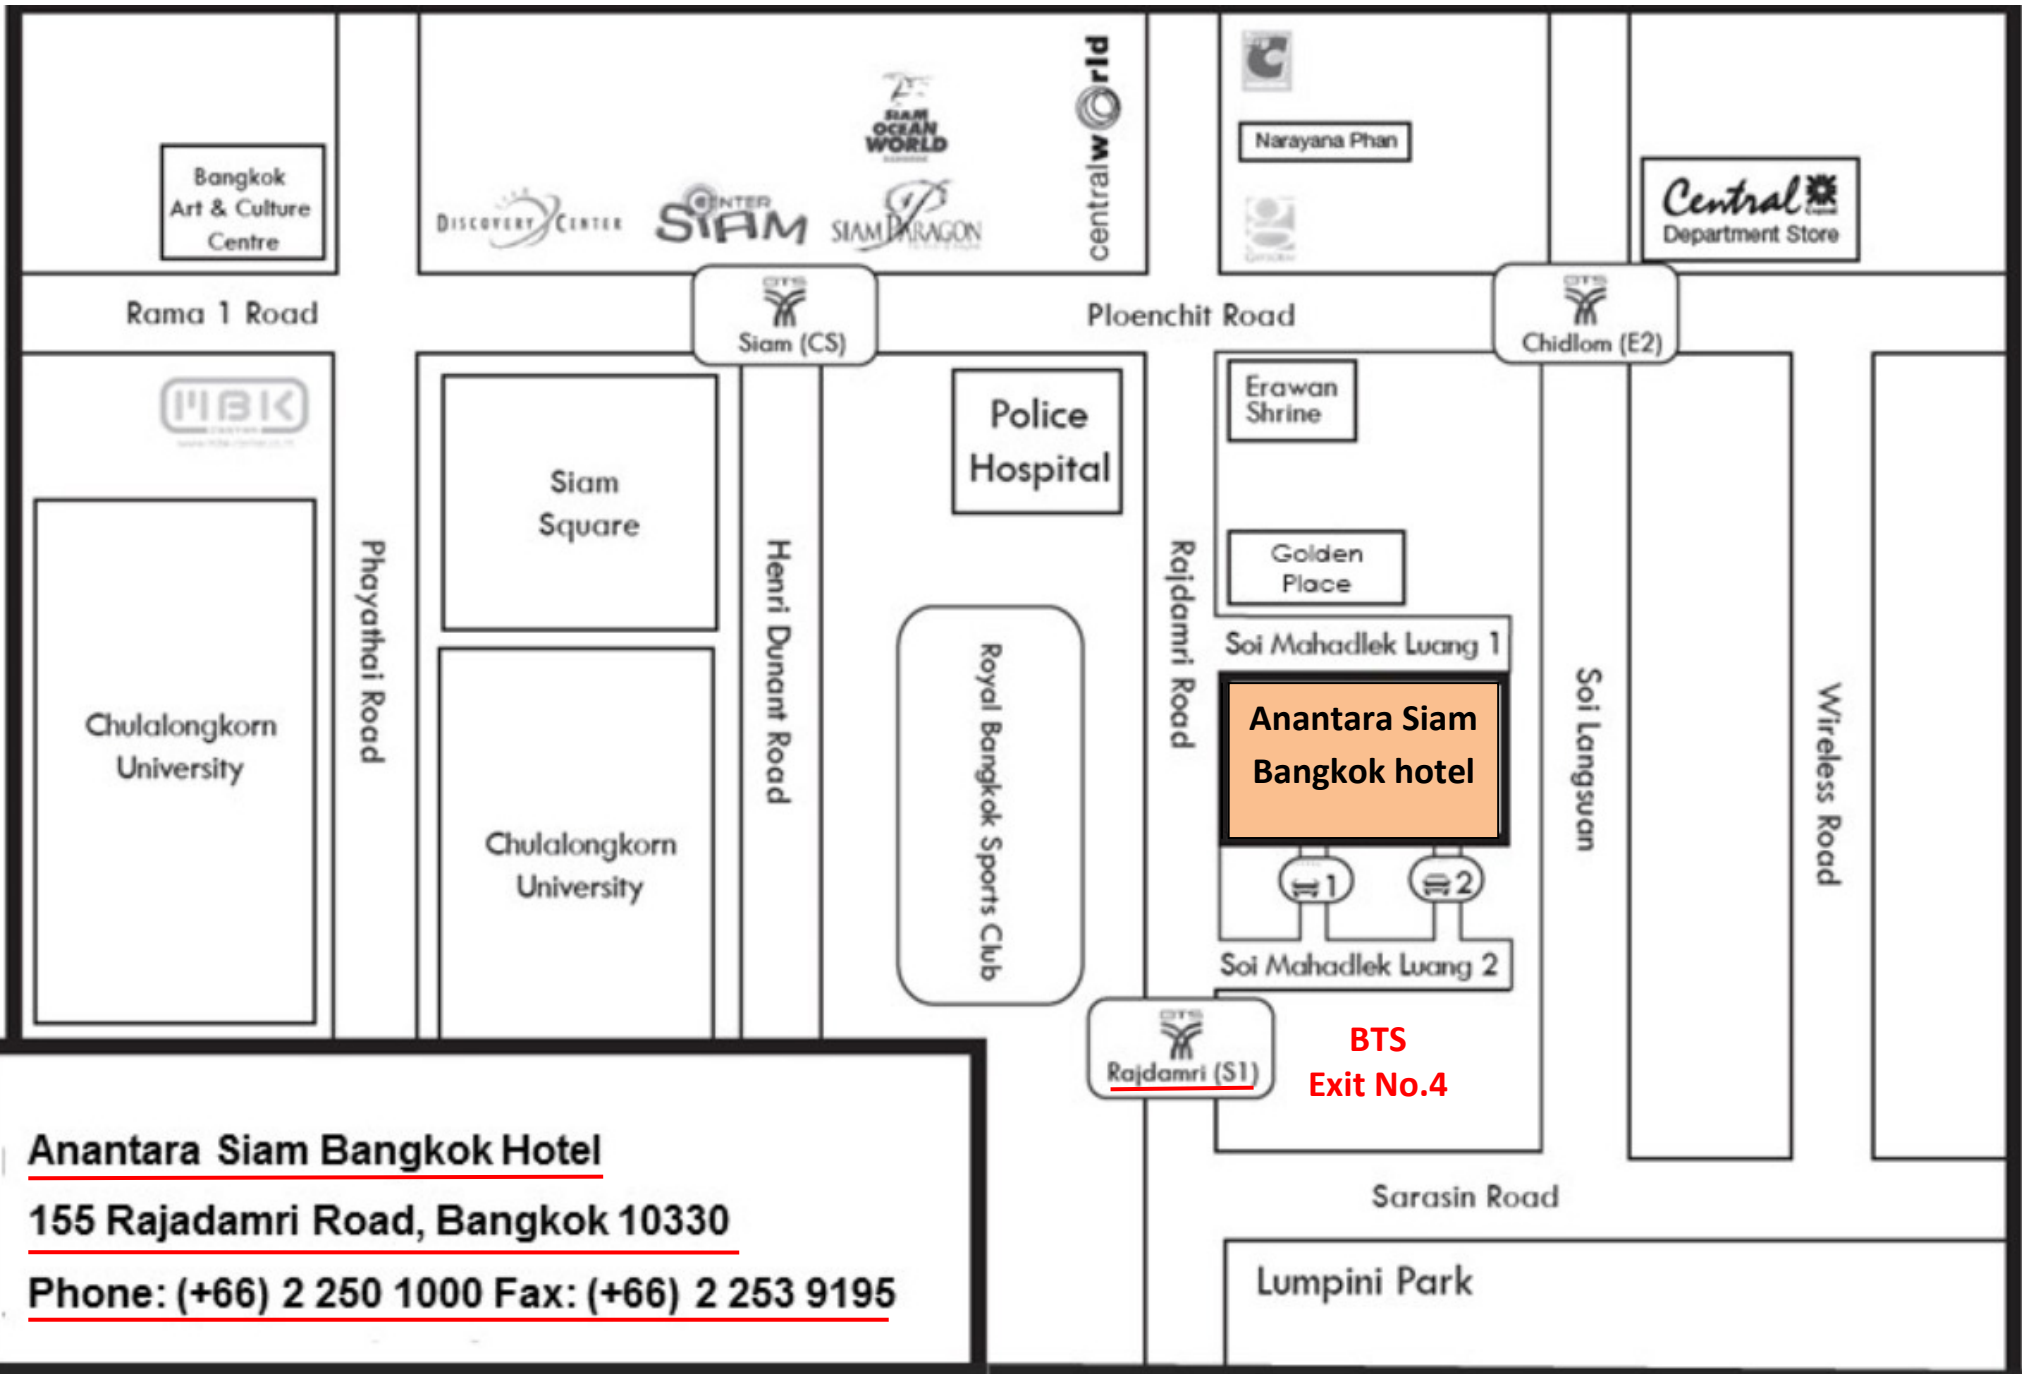 centralworld
SIAM
OCEAN
WORLD
Narayana Phan
Bangkok
Art & Culture
Centre
DISCOVERY CENTER
CENTER
SIAM
SIAM PARAGON
Central
Department Store
Rama 1 Road
BTS
Siam (CS)
Ploenchit Road
BTS
Chidlom (E2)
MBK
CENTER
Siam
Square
Police
Hospital
Erawan
Shrine
Golden
Place
Phayathai Road
Henri Dunant Road
Royal Bangkok Sports Club
Rajdamri Road
Soi Mahadlek Luang 1
Anantara Siam
Bangkok hotel
Soi Langsuan
Wireless Road
Chulalongkorn
University
Chulalongkorn
University
1
2
Soi Mahadlek Luang 2
BTS
Rajdamri (S1)
BTS
Exit No.4
Sarasin Road
Lumpini Park
Anantara Siam Bangkok Hotel
155 Rajadamri Road, Bangkok 10330
Phone: (+66) 2 250 1000 Fax: (+66) 2 253 9195